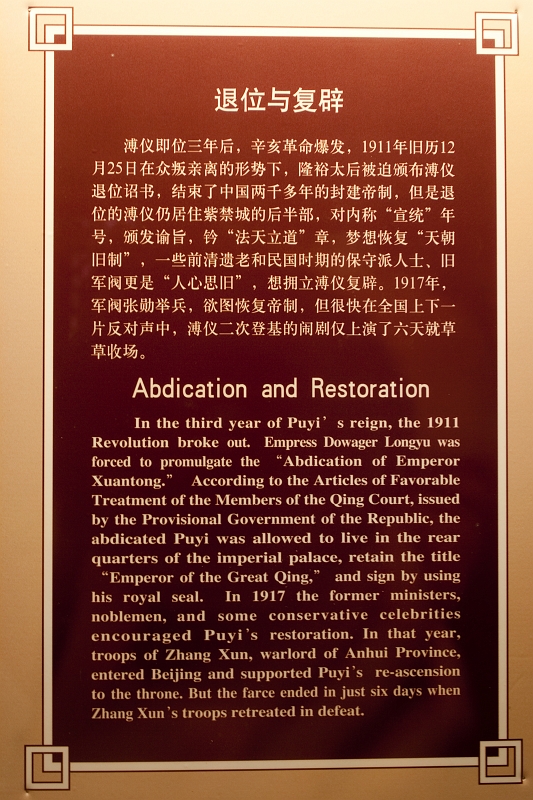 退位与复辟
溥仪即位三年后，辛亥革命爆发，1911年旧历12
月25日在众叛亲离的形势下，隆裕太后被迫颁布溥仪
退位诏书，结束了中国两千多年的封建帝制，但是退
位的溥仪仍居住紫禁城的后半部，对内称“宣统”年
号，颁发谕旨，钤“法天立道”章，梦想恢复“天朝
旧制”，一些前清遗老和民国时期的保守派人士、旧
军阀更是“人心思旧”，想拥立溥仪复辟。1917年，
军阀张勋举兵，欲图恢复帝制，但很快在全国上下一
片反对声中，溥仪二次登基的闹剧仅上演了六天就草
草收场。
Abdication and Restoration
In the third year of Puyi’s reign, the 1911
Revolution broke out. Empress Dowager Longyu was
forced to promulgate the “Abdication of Emperor
Xuantong.” According to the Articles of Favorable
Treatment of the Members of the Qing Court, issued
by the Provisional Government of the Republic, the
abdicated Puyi was allowed to live in the rear
quarters of the imperial palace, retain the title
“Emperor of the Great Qing,” and sign by using
his royal seal. In 1917 the former ministers,
noblemen, and some conservative celebrities
encouraged Puyi’s restoration. In that year,
troops of Zhang Xun, warlord of Anhui Province,
entered Beijing and supported Puyi’s re-ascension
to the throne. But the farce ended in just six days when
Zhang Xun’s troops retreated in defeat.